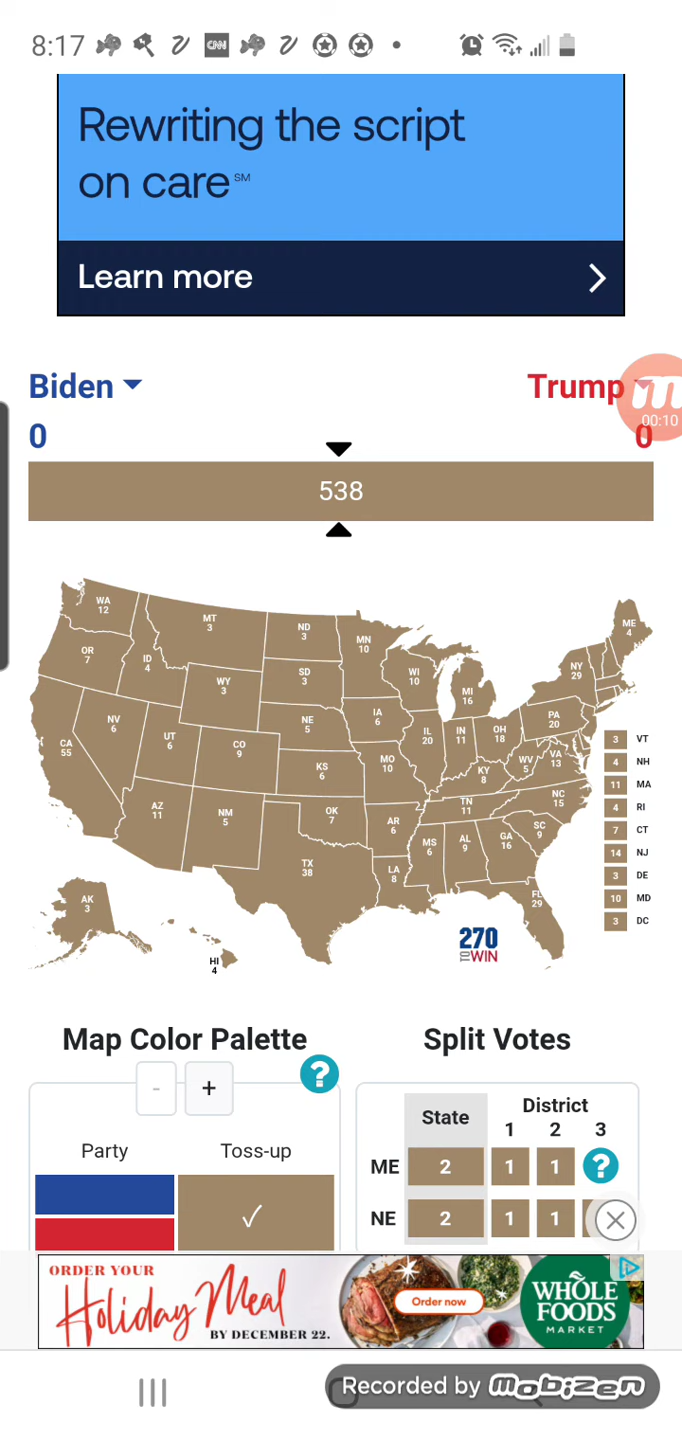 8:17
CNN
Rewriting the script
on care℠
Learn more
Biden
Trump
00:10
0
0
538
WA
12
MT
3
ND
3
MN
10
ME
4
OR
7
ID
4
WY
3
SD
3
WI
10
MI
16
NY
29
NV
6
UT
6
CO
9
NE
5
IA
6
IL
20
IN
11
OH
18
PA
20
CA
55
KS
6
MO
10
KY
8
WV
5
VA
13
AZ
11
NM
5
OK
7
AR
6
TN
11
NC
15
SC
9
TX
38
LA
8
MS
6
AL
9
GA
16
FL
29
AK
3
HI
4
3 VT
4 NH
11 MA
4 RI
7 CT
14 NJ
3 DE
10 MD
3 DC
270
TO WIN
Map Color Palette
- +
?
Party Toss-up
Split Votes
State District
1 2 3
ME 2 1 1 ?
NE 2 1 1
ORDER YOUR
Holiday Meal
BY DECEMBER 22.
Order now
WHOLE
FOODS
MARKET
Recorded by mobizen